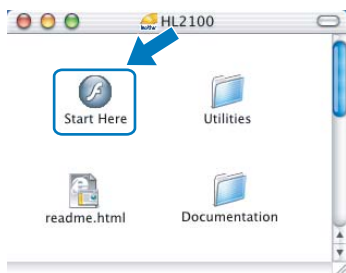 HL2100
Start Here
Utilities
readme.html
Documentation